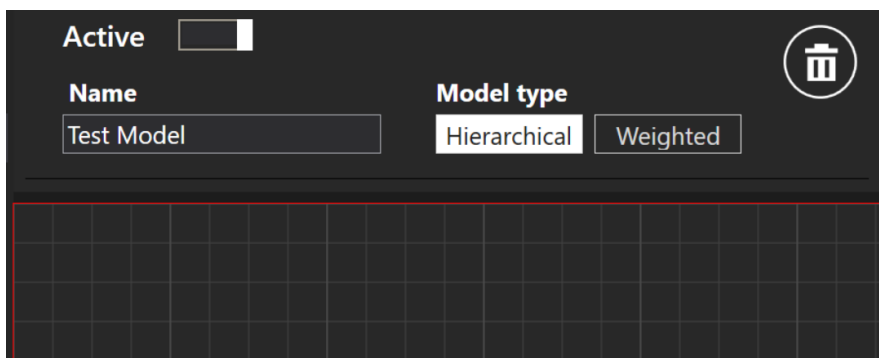 Active
Name
Model type
Test Model
Hierarchical
Weighted